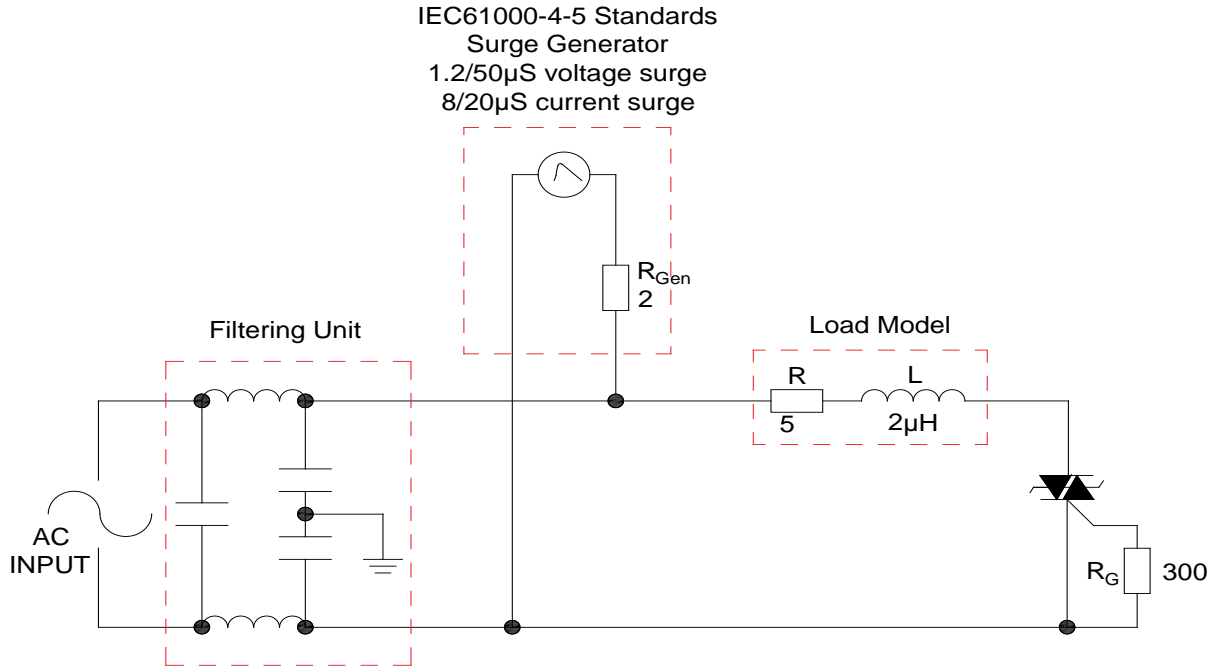 IEC61000-4-5 Standards
Surge Generator
1.2/50µS voltage surge
8/20µS current surge
RGen
2
Filtering Unit
Load Model
R
L
5
2µH
AC
INPUT
RG
300